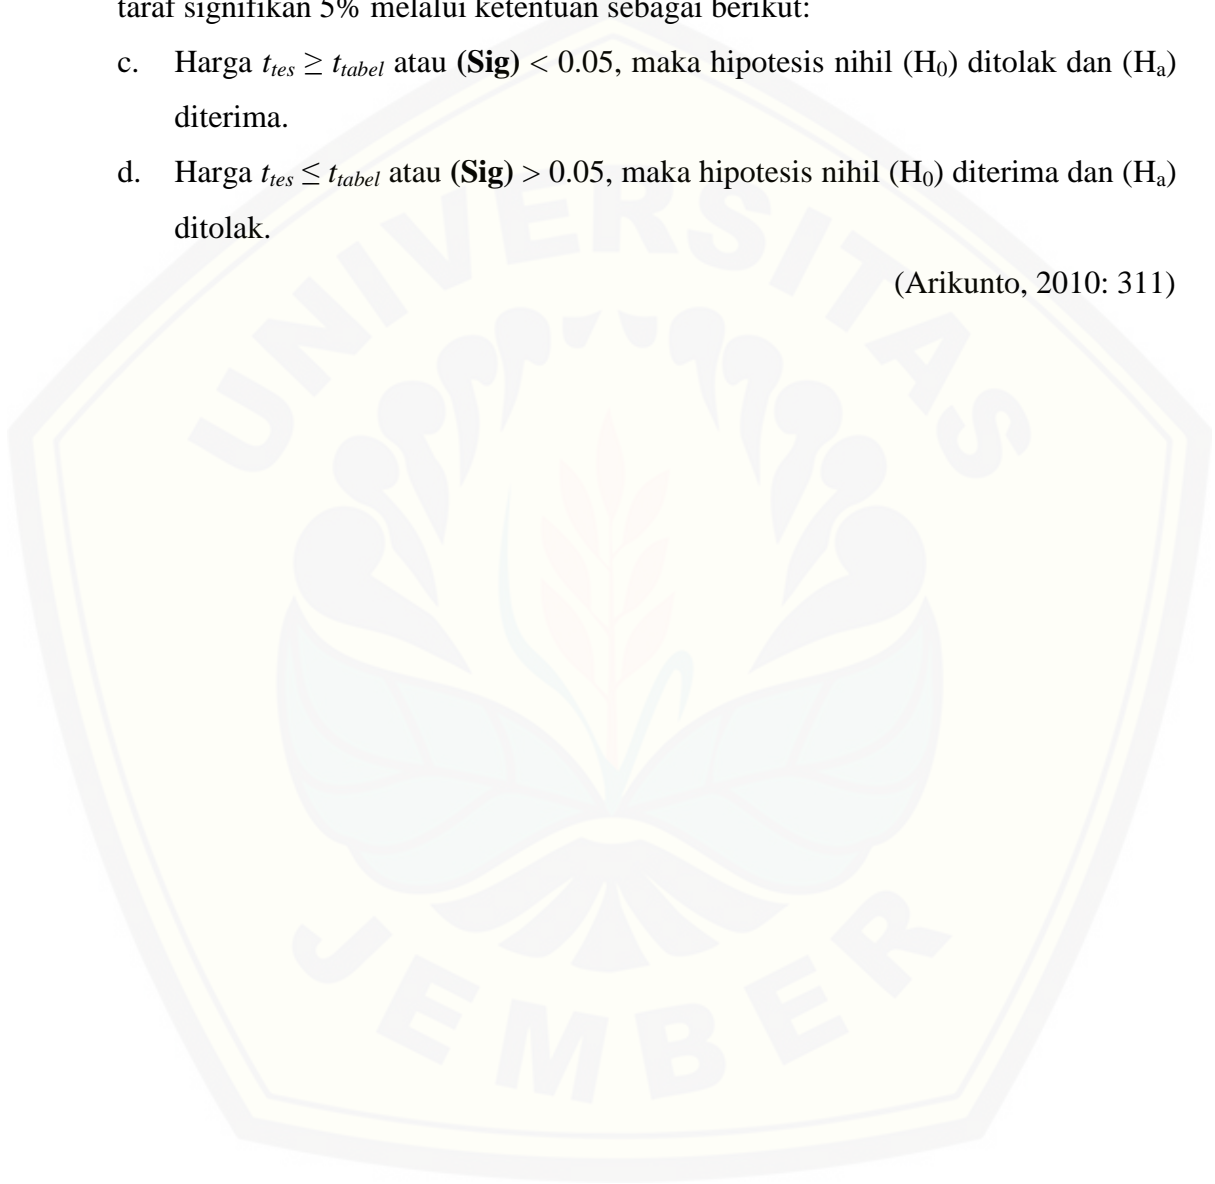 taraf signifikan 5% melalui ketentuan sebagai berikut:
c. Harga t_tes ≥ t_tabel atau (Sig) < 0.05, maka hipotesis nihil (H₀) ditolak dan (Hₐ)
diterima.
d. Harga t_tes ≤ t_tabel atau (Sig) > 0.05, maka hipotesis nihil (H₀) diterima dan (Hₐ)
ditolak.
(Arikunto, 2010: 311)
UNIVERSITAS
JEMBER